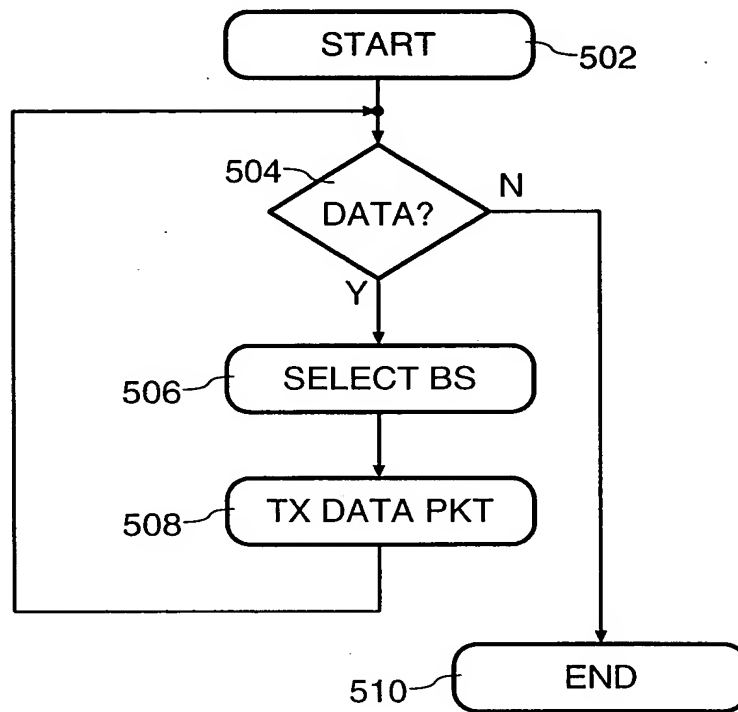 START
502
504
DATA?
N
Y
506
SELECT BS
508
TX DATA PKT
510
END